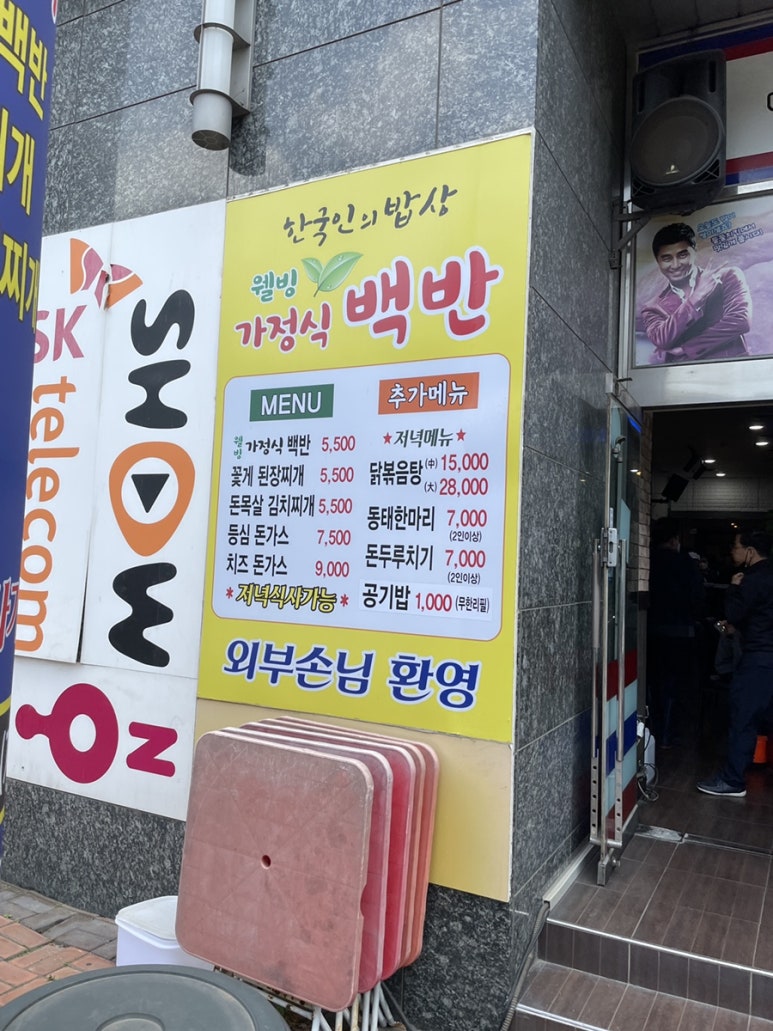 백반
찌개
한국인의 밥상
웰빙
가정식 백반
MENU
웰빙 가정식 백반 5,500
꽃게 된장찌개 5,500
돈목살 김치찌개 5,500
등심 돈가스 7,500
치즈 돈가스 9,000
*저녁식사가능*
추가메뉴
★저녁메뉴★
닭볶음탕 (中) 15,000
(大) 28,000
동태한마리 7,000
(2인이상)
돈두루치기 7,000
(2인이상)
공기밥 1,000 (무한리필)
외부손님 환영
SK telecom
SHOW
ON